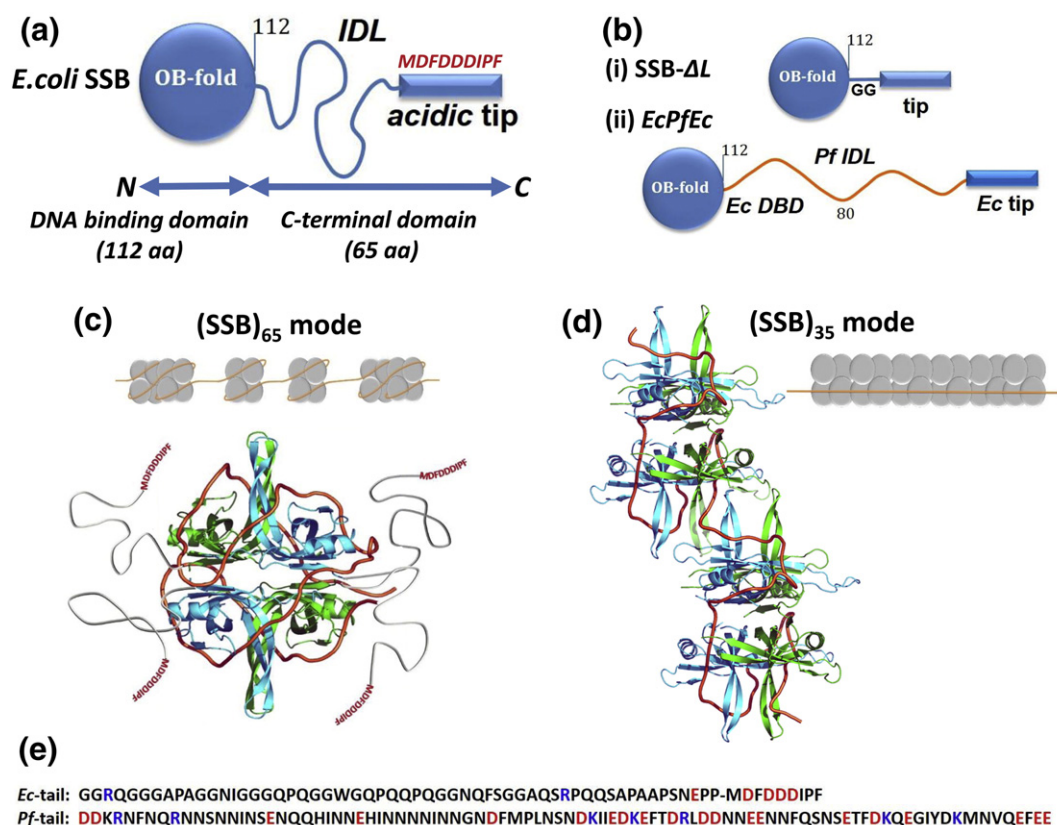 (a)
112
IDL
MDFDDDIPF
E.coli SSB
OB-fold
acidic tip
N
C
DNA binding domain
(112 aa)
C-terminal domain
(65 aa)
(b)
(i) SSB-ΔL
112
OB-fold
GG
tip
(ii) EcPfEc
112
Pf IDL
OB-fold
Ec DBD
80
Ec tip
(c)
(SSB)65 mode
MDFDDDIPF
MDFDDDIPF
MDFDDDIPF
MDFDDDIPF
(d)
(SSB)35 mode
(e)
Ec-tail: GGRQGGGAPAGGNIGGGQPQGGWGQPQQPQGGNQFSGGAQSRPQQSAPAAPSNEPP-MDFDDDIPF
Pf-tail: DDKRNFNQRNNSNNINSENQQHINNEHINNNNINNNGNDFMPLNSNDKIIEDKEFTDRLDDNNEENNFQSNSETFDKQEGIYDKMNVQEFEE